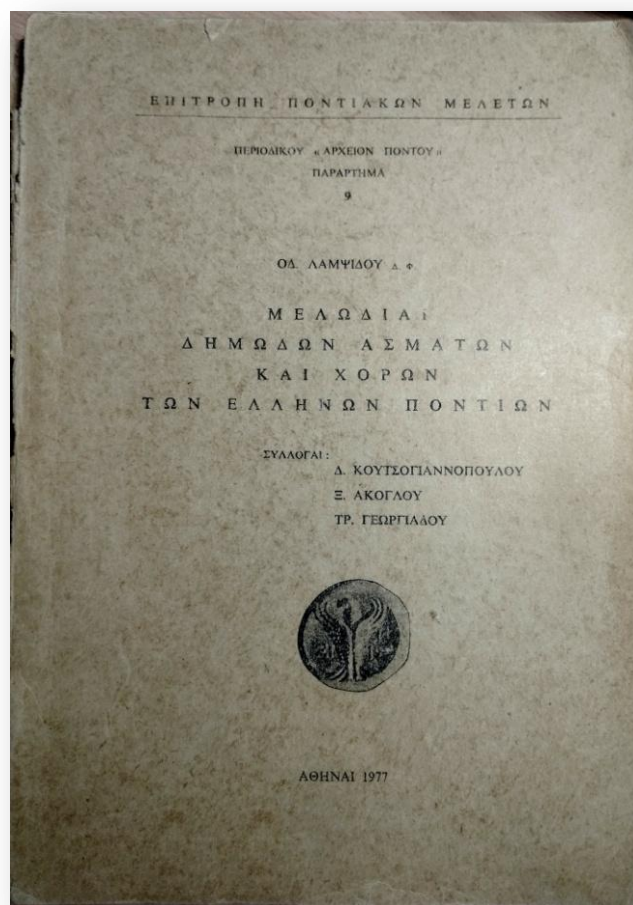 ΕΠΙΤΡΟΠΗ ΠΟΝΤΙΑΚΩΝ ΜΕΛΕΤΩΝ
ΠΕΡΙΟΔΙΚΟΥ «ΑΡΧΕΙΟΝ ΠΟΝΤΟΥ»
ΠΑΡΑΡΤΗΜΑ
9
ΟΔ. ΛΑΜΨΙΔΟΥ Δ. Φ.
ΜΕΛΩΔΙΑΙ
ΔΗΜΩΔΩΝ ΑΣΜΑΤΩΝ
ΚΑΙ ΧΟΡΩΝ
ΤΩΝ ΕΛΛΗΝΩΝ ΠΟΝΤΙΩΝ
ΣΥΛΛΟΓΑΙ:
Δ. ΚΟΥΤΣΟΓΙΑΝΝΟΠΟΥΛΟΥ
Ξ. ΑΚΟΓΛΟΥ
ΤΡ. ΓΕΩΡΓΙΑΔΟΥ
ΑΘΗΝΑΙ 1977